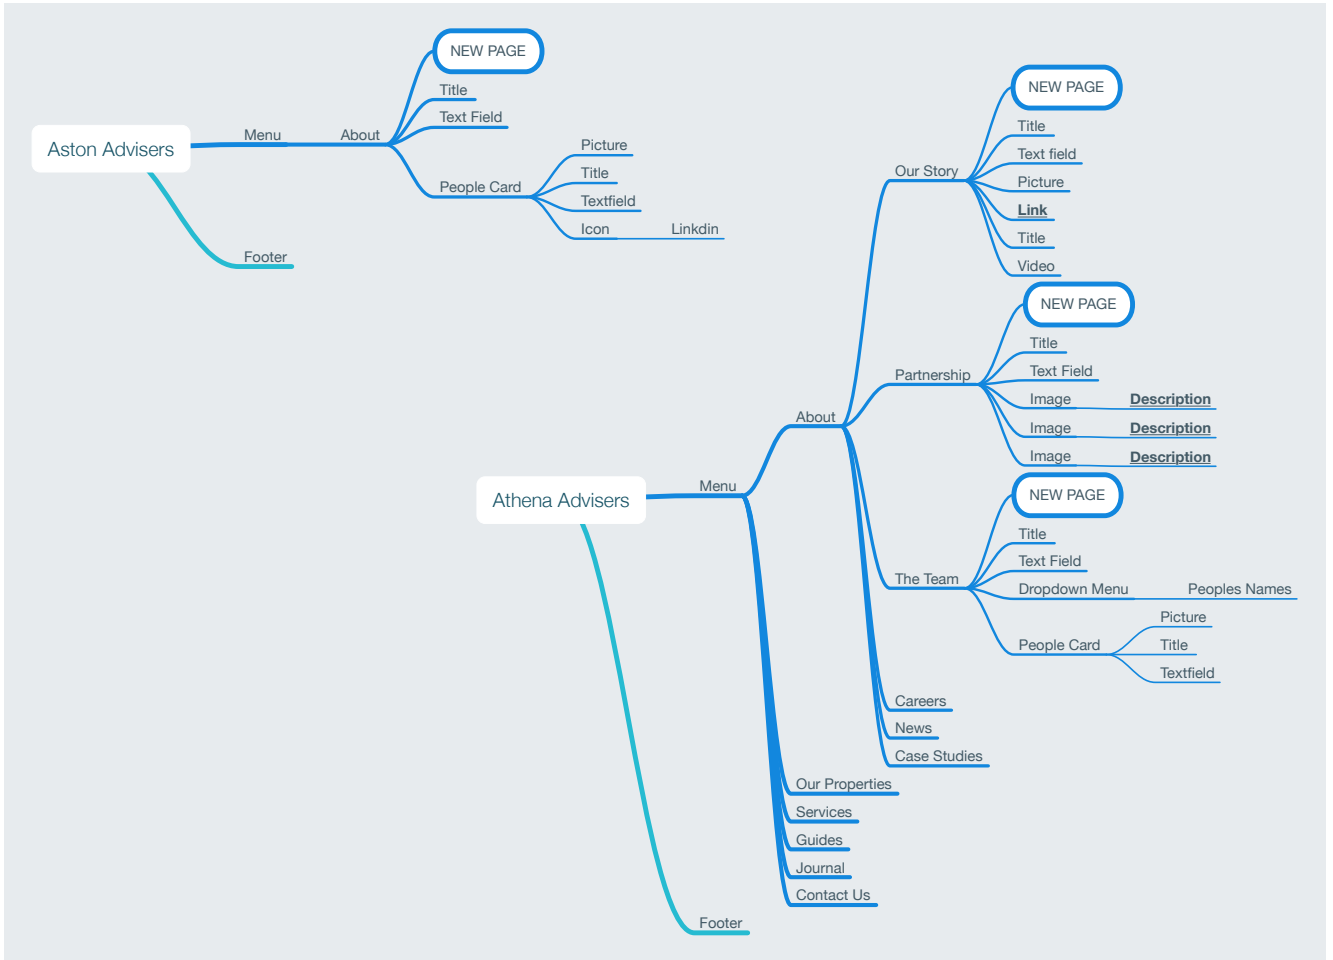 Aston Advisers
Menu
About
NEW PAGE
Title
Text Field
People Card
Picture
Title
Textfield
Icon
Linkdin
Footer
Athena Advisers
Menu
About
Our Story
NEW PAGE
Title
Text field
Picture
Link
Title
Video
Partnership
NEW PAGE
Title
Text Field
Image
Description
Image
Description
Image
Description
The Team
NEW PAGE
Title
Text Field
Dropdown Menu
Peoples Names
People Card
Picture
Title
Textfield
Careers
News
Case Studies
Our Properties
Services
Guides
Journal
Contact Us
Footer